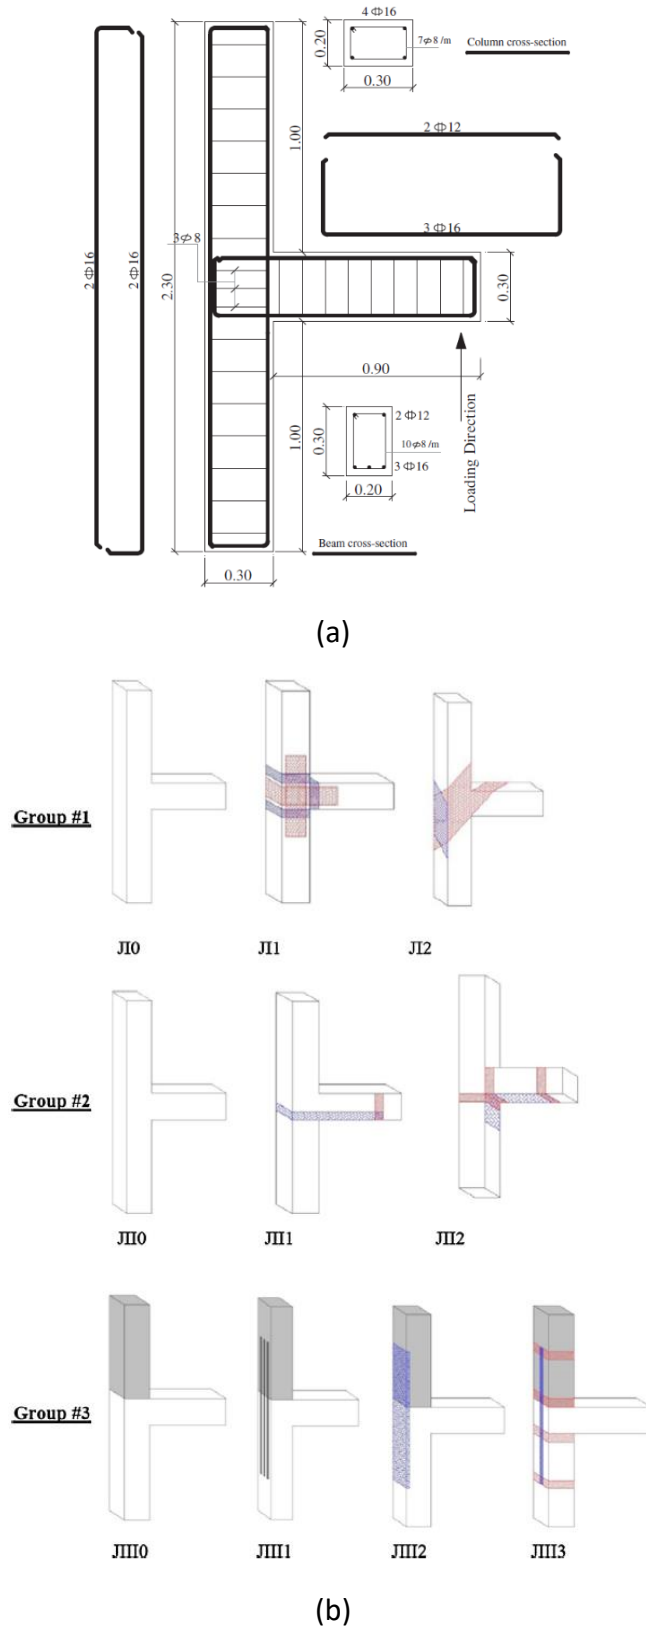 4 Φ16
0.20
7φ8 /m
Column cross-section
0.30
1.00
2 Φ12
3 Φ16
2 Φ16
2 Φ16
2.30
3φ8
0.30
0.90
Loading Direction
1.00
0.30
2 Φ12
10φ8 /m
3 Φ16
0.20
Beam cross-section
0.30
(a)
Group #1
JI0 JI1 JI2
Group #2
JII0 JII1 JII2
Group #3
JIII0 JIII1 JIII2 JIII3
(b)